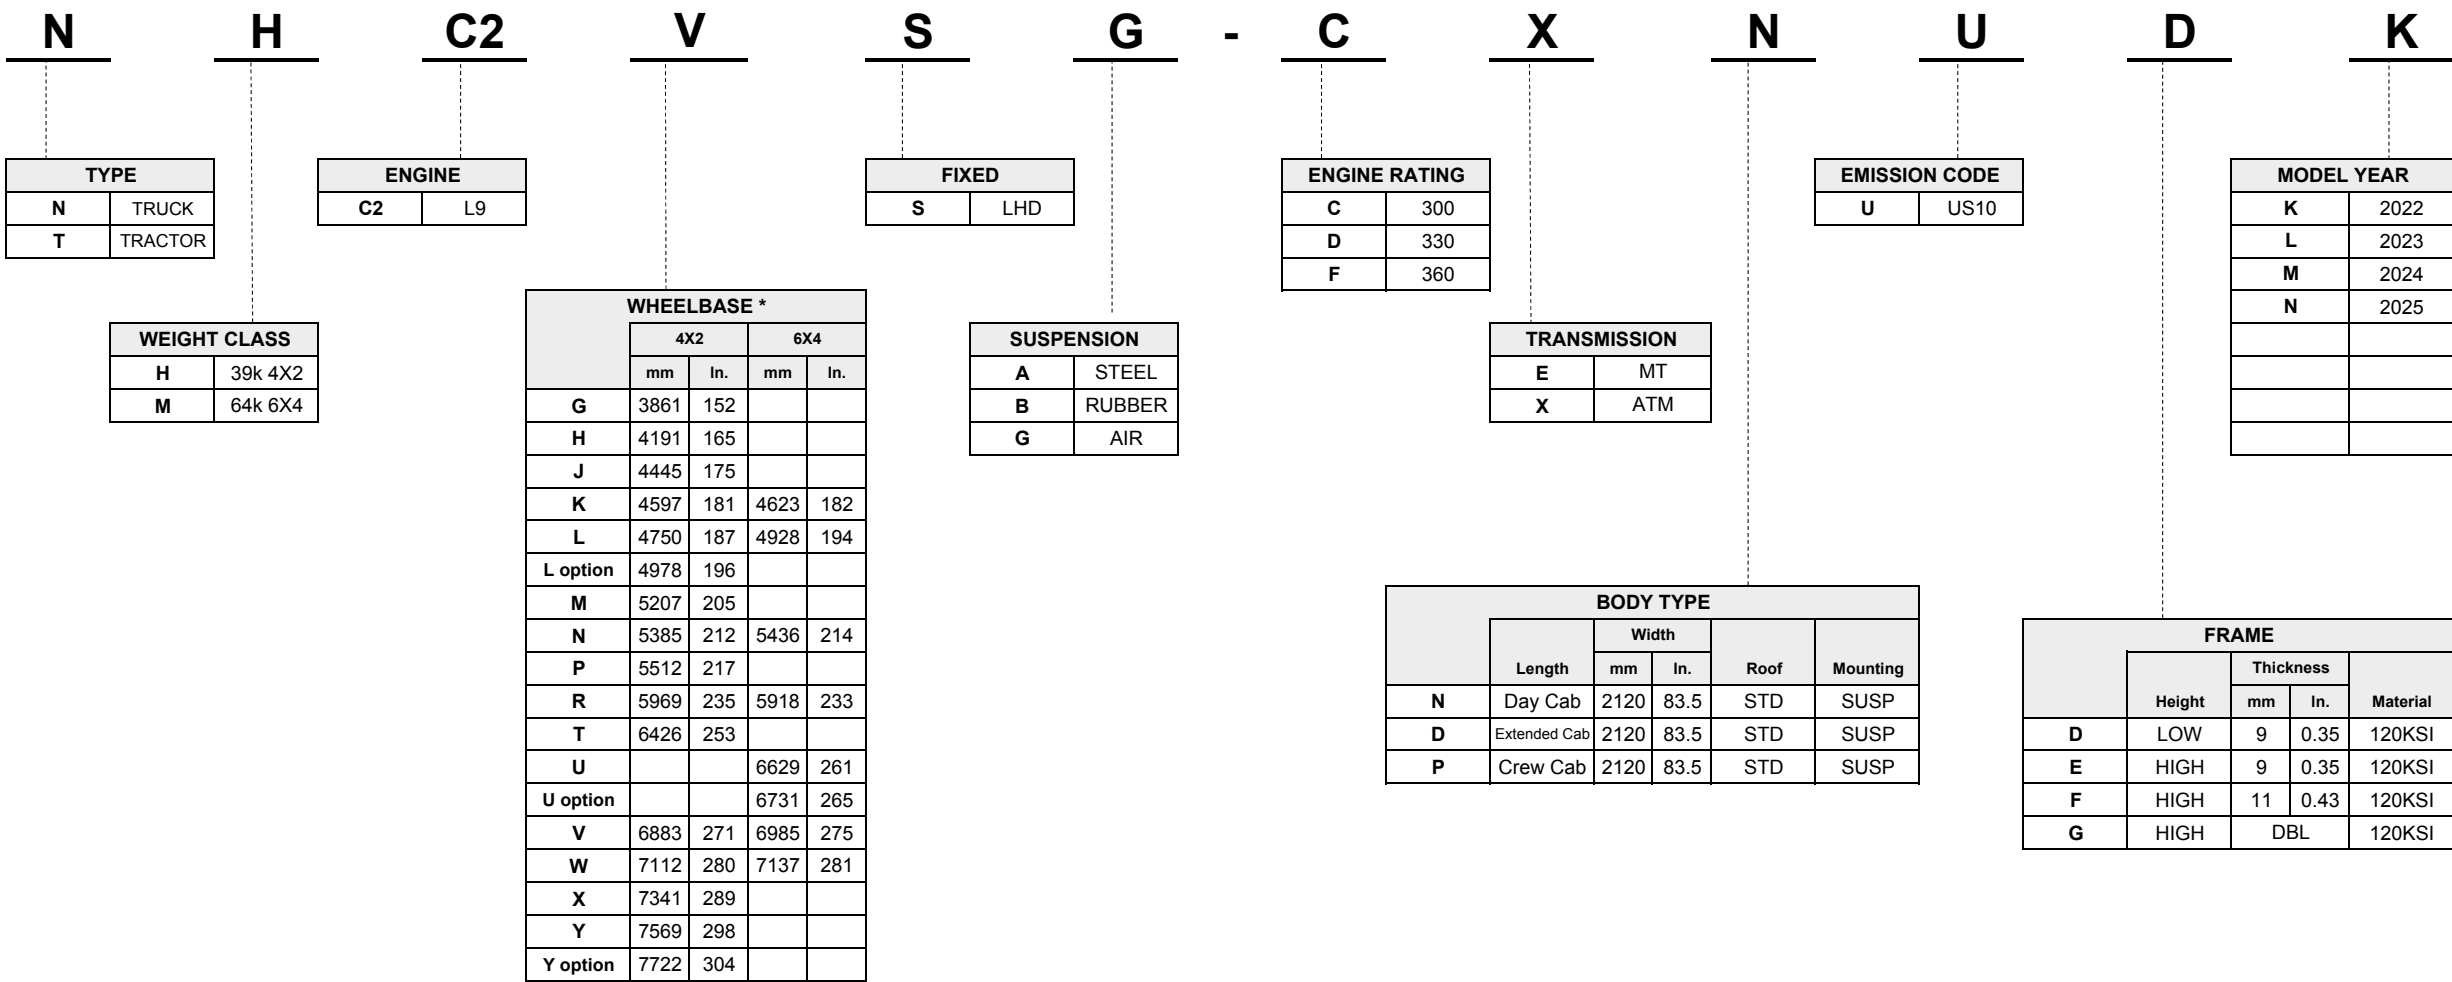 N H C2 V S G - C X N U D K
TYPE
N TRUCK
T TRACTOR
ENGINE
C2 L9
FIXED
S LHD
ENGINE RATING
C 300
D 330
F 360
EMISSION CODE
U US10
MODEL YEAR
K 2022
L 2023
M 2024
N 2025
WEIGHT CLASS
H 39k 4X2
M 64k 6X4
WHEELBASE *
4X2 6X4
mm In. mm In.
G 3861 152
H 4191 165
J 4445 175
K 4597 181 4623 182
L 4750 187 4928 194
L option 4978 196
M 5207 205
N 5385 212 5436 214
P 5512 217
R 5969 235 5918 233
T 6426 253
U 6629 261
U option 6731 265
V 6883 271 6985 275
W 7112 280 7137 281
X 7341 289
Y 7569 298
Y option 7722 304
SUSPENSION
A STEEL
B RUBBER
G AIR
TRANSMISSION
E MT
X ATM
BODY TYPE
Width
Length mm In. Roof Mounting
N Day Cab 2120 83.5 STD SUSP
D Extended Cab 2120 83.5 STD SUSP
P Crew Cab 2120 83.5 STD SUSP
FRAME
Thickness
Height mm In. Material
D LOW 9 0.35 120KSI
E HIGH 9 0.35 120KSI
F HIGH 11 0.43 120KSI
G HIGH DBL 120KSI